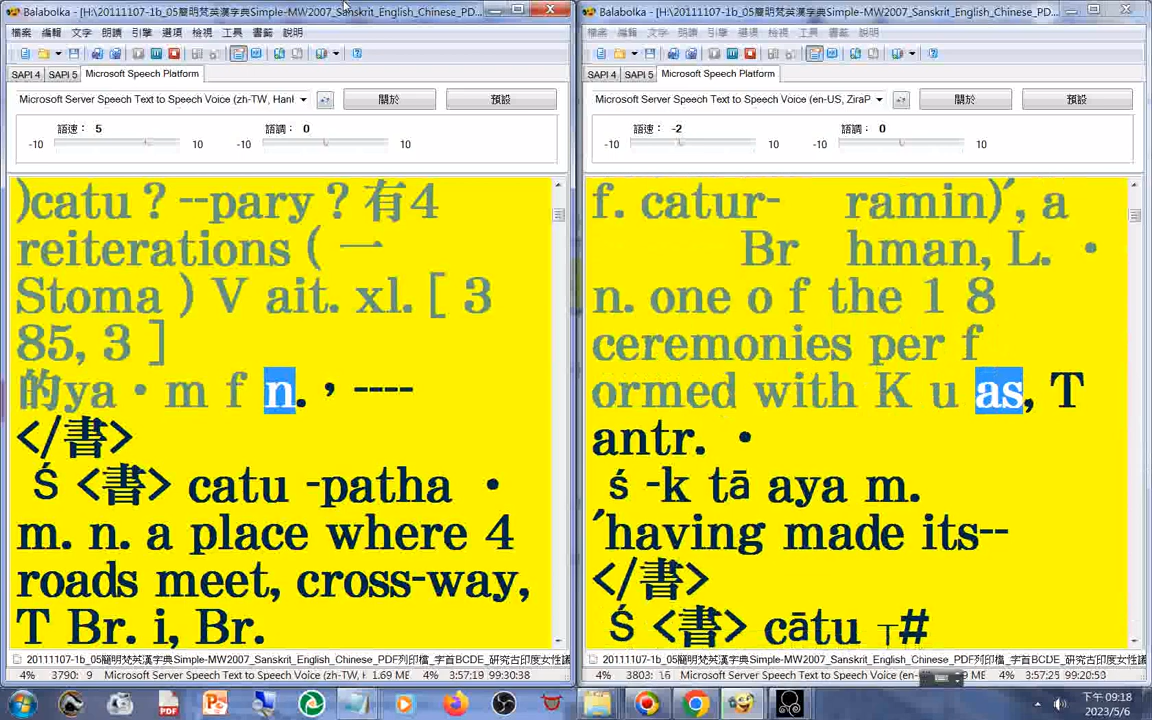 Balabolka - [H:\20111107-1b_05簡明梵英漢字典Simple-MW2007_Sanskrit_English_Chinese_PD...
檔案 編輯 文字 朗讀 引擎 選項 檢視 工具 書籤 說明
SAPI 4 SAPI 5 Microsoft Speech Platform
Microsoft Server Speech Text to Speech Voice (zh-TW, Han
關於 預設
語速： 5 語調： 0
-10 10 -10 10
)catu ? --pary ? 有4
reiterations ( 一
Stoma ) V ait. xl. [ 3
85, 3 ]
的ya • m f n. , ----
</書>
Ś <書> catu -patha •
m. n. a place where 4
roads meet, cross-way,
T Br. i, Br.
20111107-1b_05簡明梵英漢字典Simple-MW2007_Sanskrit_English_Chinese_PDF列印檔_字首BCDE_研究古印度女性議
4% 3790: 9 Microsoft Server Speech Text to Speech Voice (zh-TW, H 1.69 ME 4% 3:57:19 99:30:38
Balabolka - [H:\20111107-1b_05簡明梵英漢字典Simple-MW2007_Sanskrit_English_Chinese_PD...
檔案 編輯 文字 朗讀 引擎 選項 檢視 工具 書籤 說明
SAPI 4 SAPI 5 Microsoft Speech Platform
Microsoft Server Speech Text to Speech Voice (en-US, ZiraP
關於 預設
語速： -2 語調： 0
-10 10 -10 10
f. catur- ramin)′, a
Br hman, L. •
n. one o f the 1 8
ceremonies per f
ormed with K u as, T
antr. •
ś -k tā aya m.
′having made its--
</書>
Ś <書> cātu ┬#
20111107-1b_05簡明梵英漢字典Simple-MW2007_Sanskrit_English_Chinese_PDF列印檔_字首BCDE_研究古印度女性議
4% 3803: 16 Microsoft Server Speech Text to Speech Voice (en-US, ME 4% 3:57:25 99:20:53
下午 09:18
2023/5/6